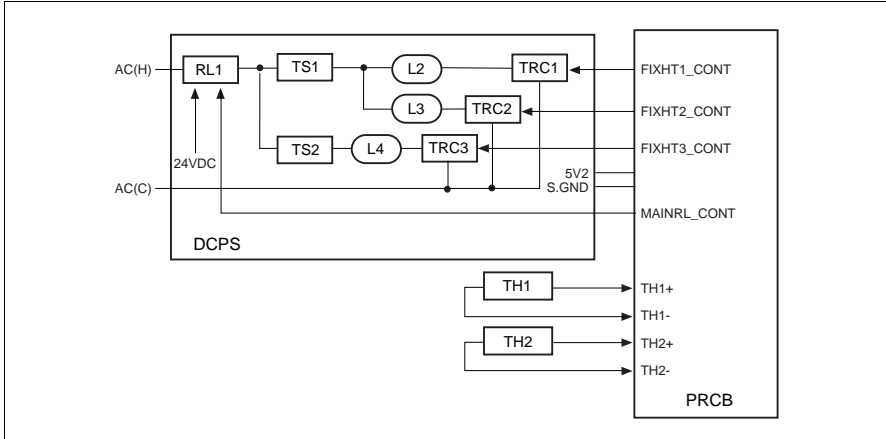 AC(H)
RL1
TS1
L2
TRC1
FIXHT1_CONT
L3
TRC2
FIXHT2_CONT
24VDC
TS2
L4
TRC3
FIXHT3_CONT
5V2
AC(C)
S.GND
MAINRL_CONT
DCPS
TH1
TH1+
TH1-
TH2
TH2+
TH2-
PRCB